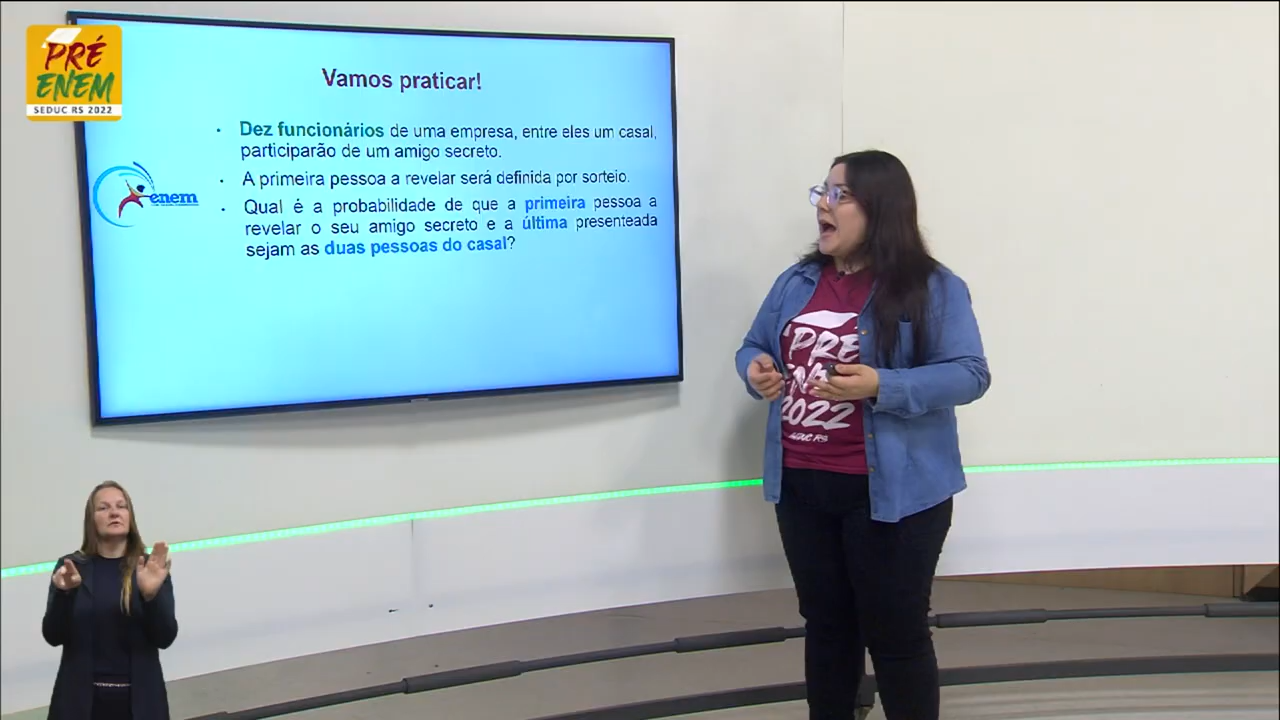 PRÉ
ENEM
SEDUC RS 2022
Vamos praticar!
• Dez funcionários de uma empresa, entre eles um casal,
participarão de um amigo secreto.
• A primeira pessoa a revelar será definida por sorteio.
• Qual é a probabilidade de que a primeira pessoa a
revelar o seu amigo secreto e a última presenteada
sejam as duas pessoas do casal?
enem
PRÉ
2022
SEDUC RS